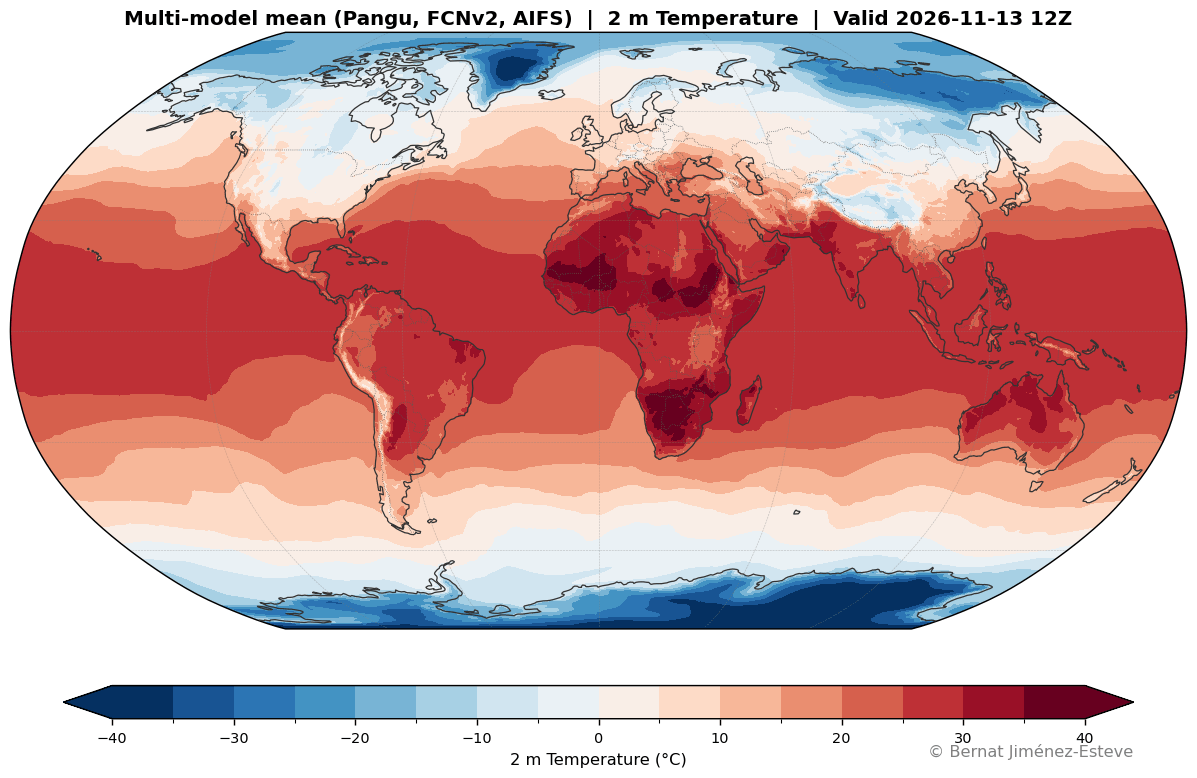 Multi-model mean (Pangu, FCNv2, AIFS)  |  2 m Temperature  |  Valid 2026-11-13 12Z
−40 −30 −20 −10 0 10 20 30 40
2 m Temperature (°C)
© Bernat Jiménez-Esteve